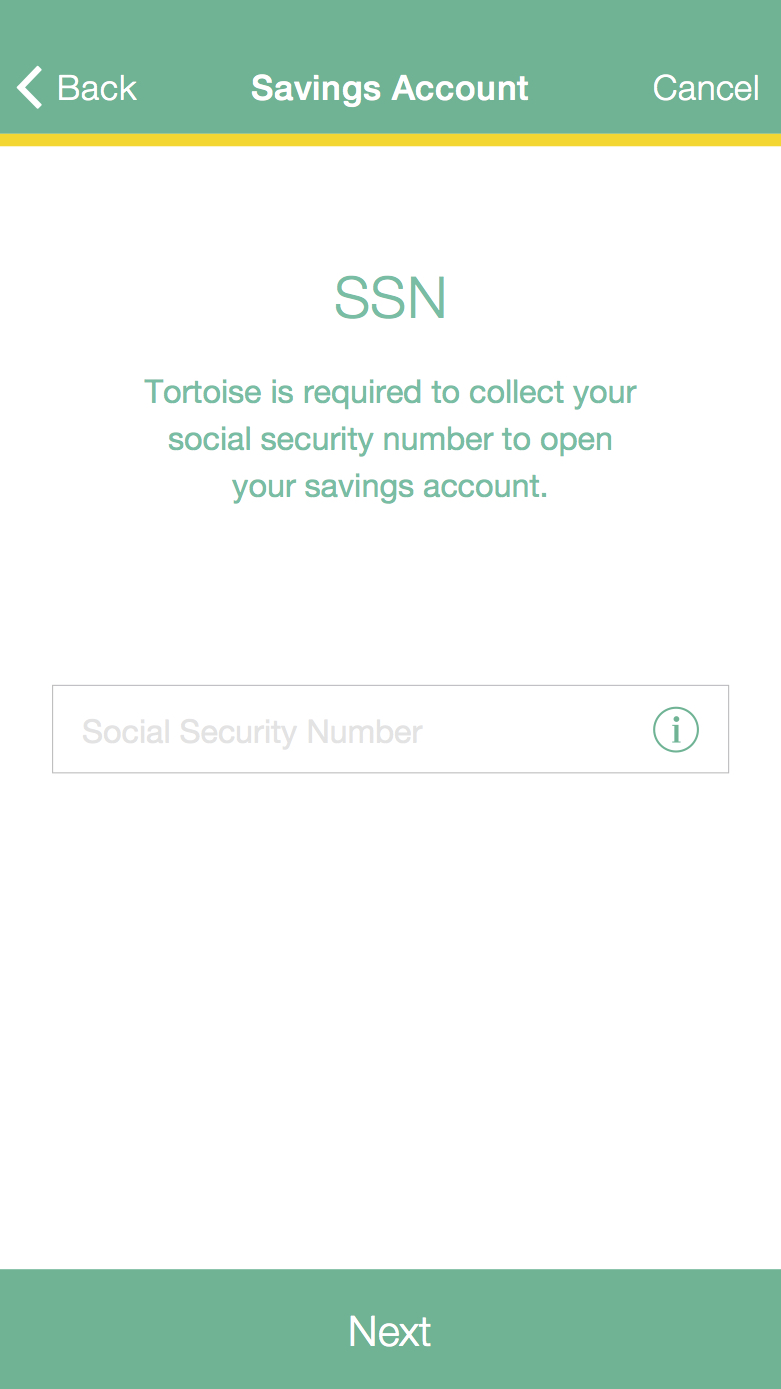 Back Savings Account Cancel
SSN
Tortoise is required to collect your
social security number to open
your savings account.
Social Security Number i
Next